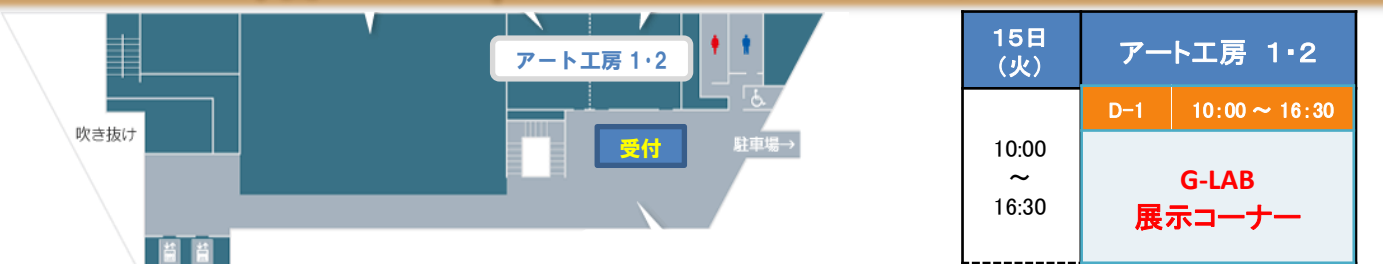 アート工房 1・2
吹き抜け
受付
駐車場→
15日
（火）
アート工房 1・2
D-1
10:00 ～ 16:30
10:00
～
16:30
G-LAB
展示コーナー